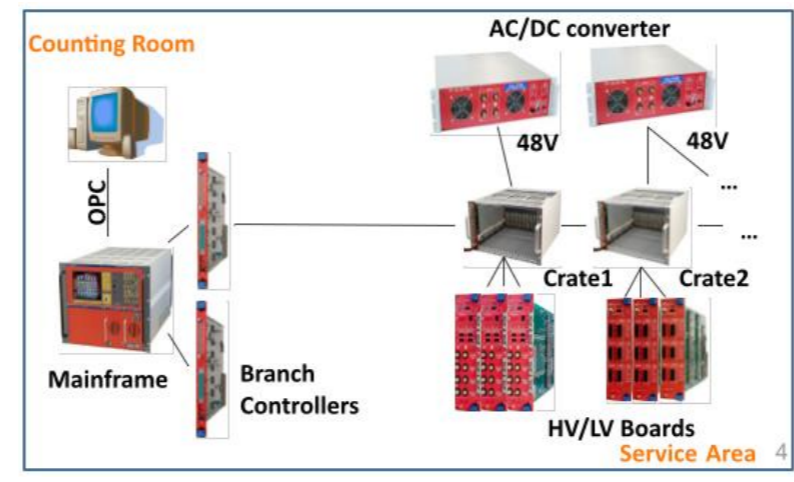 Counting Room
AC/DC converter
48V
48V
OPC
...
...
Crate1
Crate2
Mainframe
Branch
Controllers
HV/LV Boards
Service Area
4